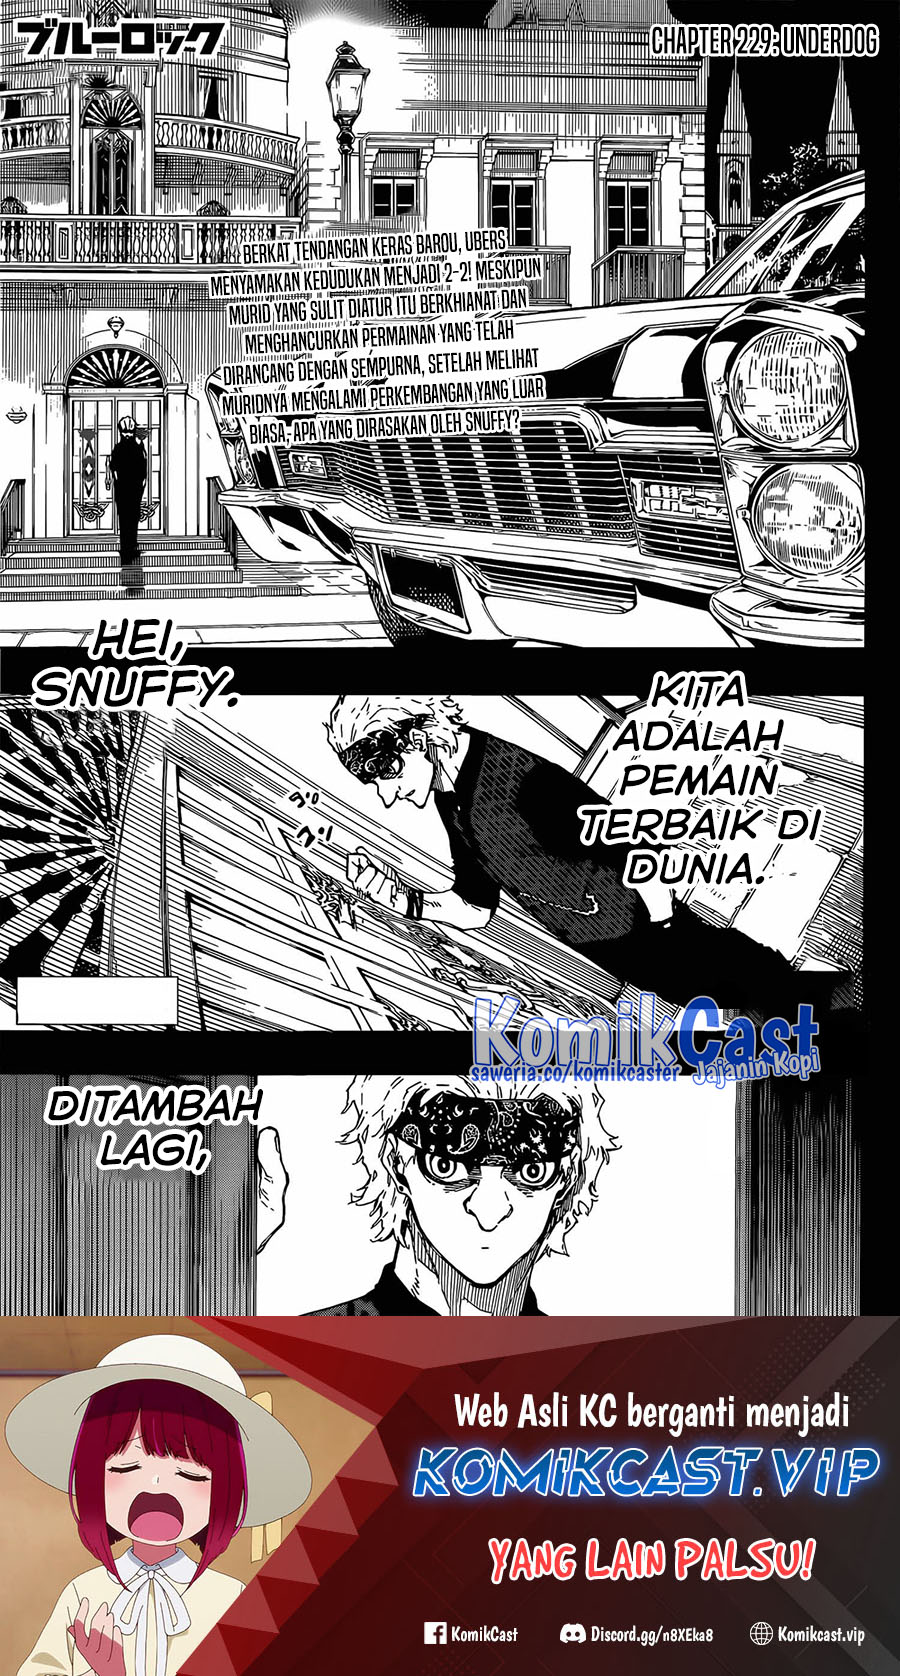 ブルーロック
BLUE LOCK
CHAPTER 229: UNDERDOG
BERKAT TENDANGAN KERAS BAROU, UBERS
MENYAMAKAN KEDUDUKAN MENJADI 2-2! MESKIPUN
MURID YANG SULIT DIATUR ITU BERKHIANAT DAN
MENGHANCURKAN PERMAINAN YANG TELAH
DIRANCANG DENGAN SEMPURNA, SETELAH MELIHAT
MURIDNYA MENGALAMI PERKEMBANGAN YANG LUAR
BIASA, APA YANG DIRASAKAN OLEH SNUFFY?
HEI,
SNUFFY.
KITA
ADALAH
PEMAIN
TERBAIK DI
DUNIA.
KomikCast
saweria.co/komikcaster Jajanin Kopi
DITAMBAH
LAGI,
Web Asli KC berganti menjadi
KOMIKCAST.VIP
YANG LAIN PALSU!
KomikCast
Discord.gg/n8XEka8
Komikcast.vip